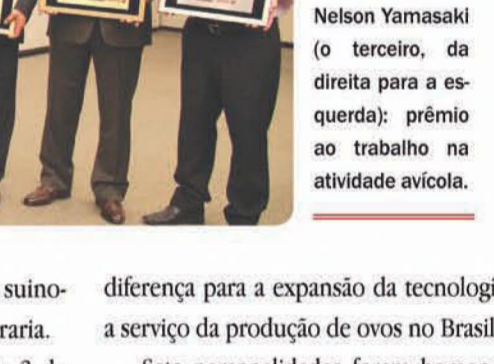 Nelson Yamasaki
(o terceiro, da
direita para a es-
querda): prêmio
ao trabalho na
atividade avícola.
suino-
raria.
diferença para a expansão da tecnologi
a serviço da produção de ovos no Brasil